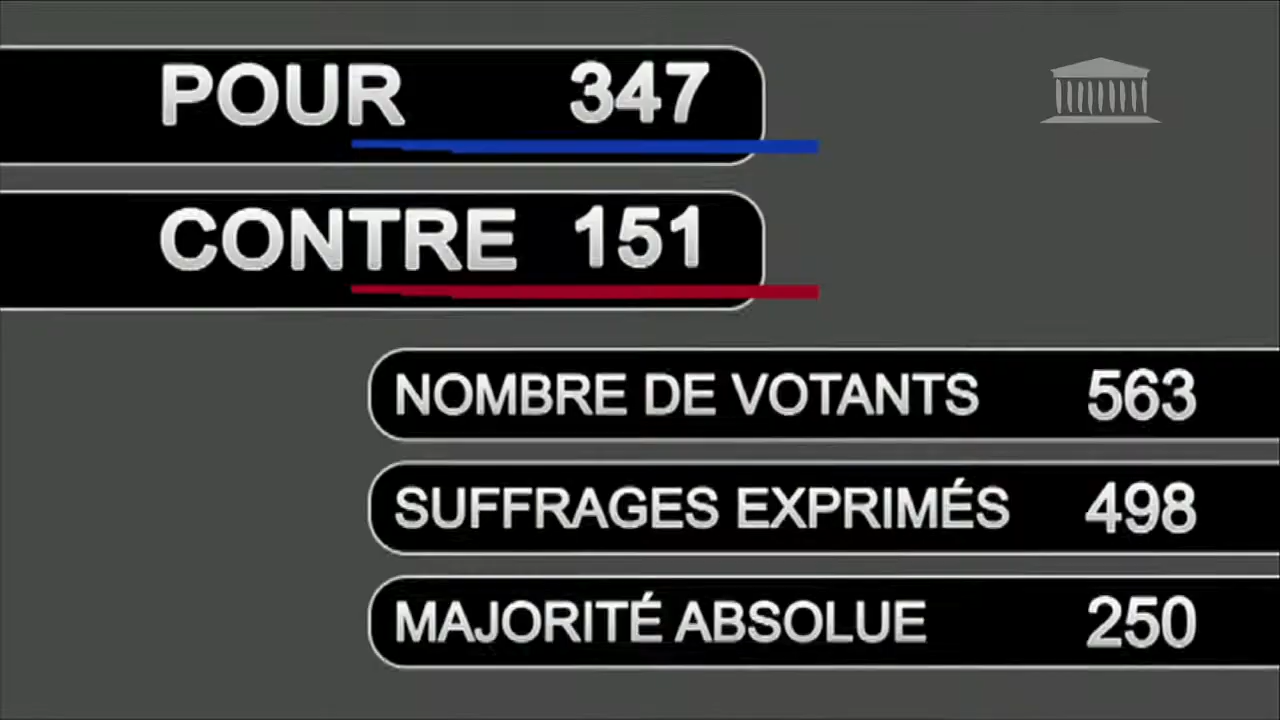 POUR 347
CONTRE 151
NOMBRE DE VOTANTS 563
SUFFRAGES EXPRIMÉS 498
MAJORITÉ ABSOLUE 250